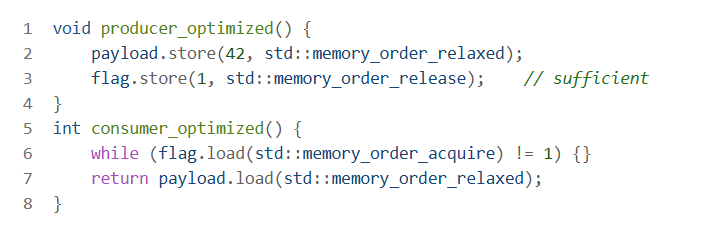 1 void producer_optimized() {
2     payload.store(42, std::memory_order_relaxed);
3     flag.store(1, std::memory_order_release);    // sufficient
4 }
5 int consumer_optimized() {
6     while (flag.load(std::memory_order_acquire) != 1) {}
7     return payload.load(std::memory_order_relaxed);
8 }